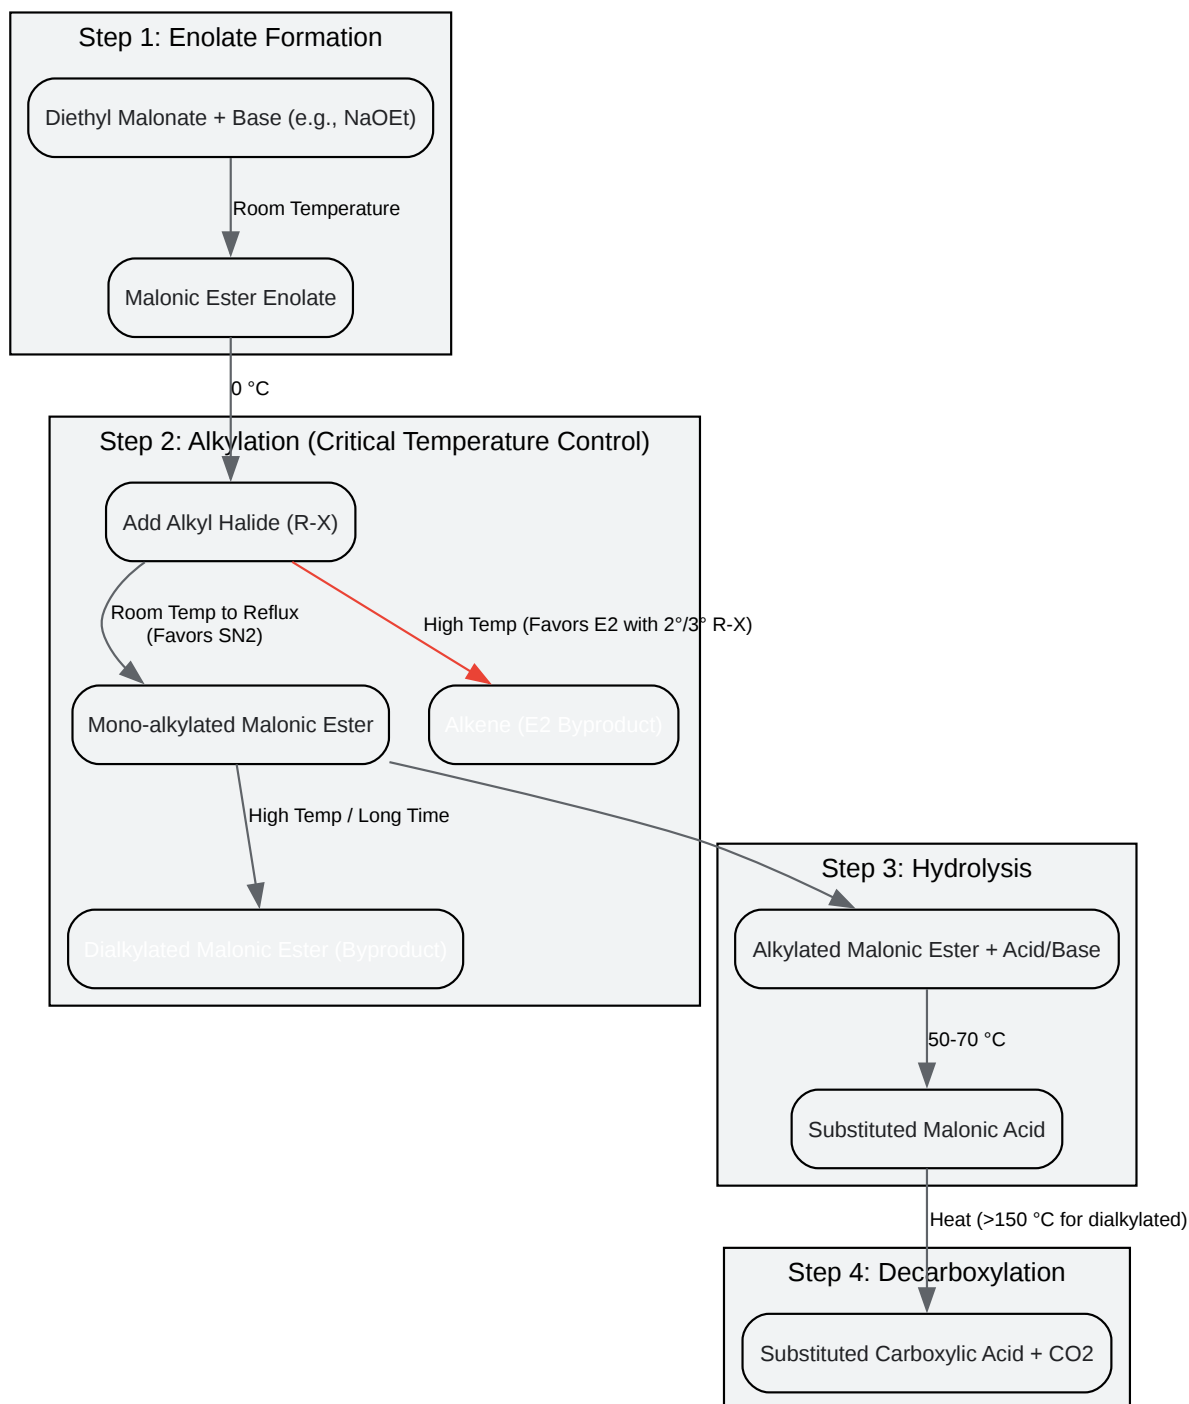 Step 1: Enolate Formation
Diethyl Malonate + Base (e.g., NaOEt)
Room Temperature
Malonic Ester Enolate
0 °C
Step 2: Alkylation (Critical Temperature Control)
Add Alkyl Halide (R-X)
Room Temp to Reflux
(Favors SN2)
High Temp (Favors E2 with 2°/3° R-X)
Mono-alkylated Malonic Ester
Alkene (E2 Byproduct)
High Temp / Long Time
Dialkylated Malonic Ester (Byproduct)
Step 3: Hydrolysis
Alkylated Malonic Ester + Acid/Base
50-70 °C
Substituted Malonic Acid
Heat (>150 °C for dialkylated)
Step 4: Decarboxylation
Substituted Carboxylic Acid + CO2